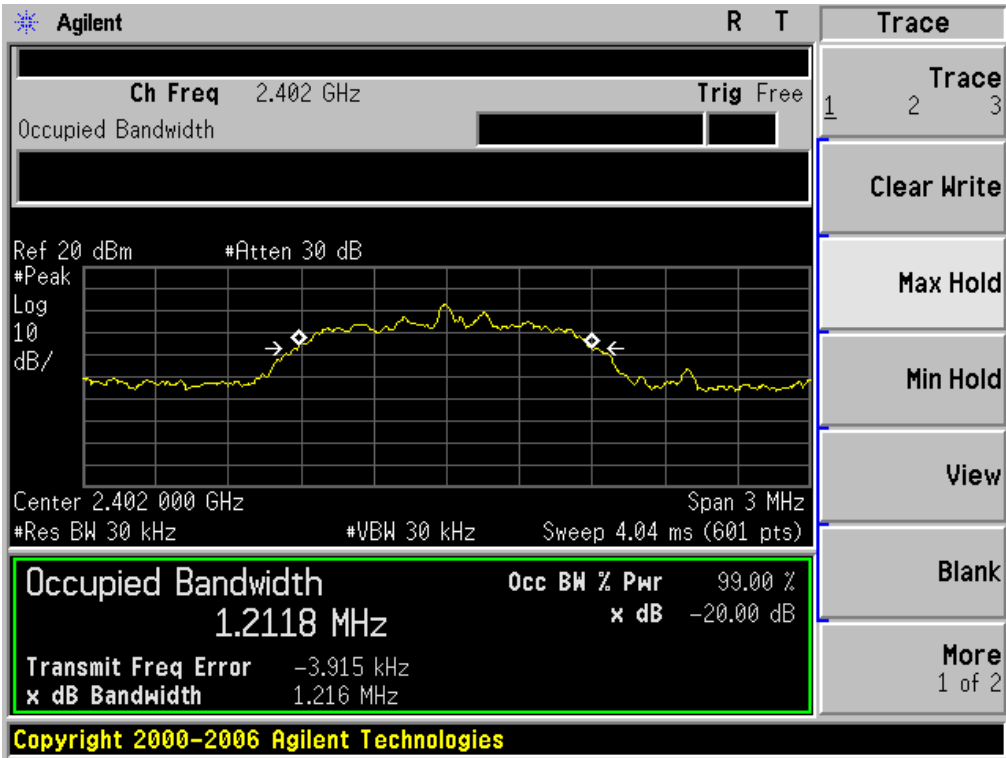 Agilent R T
Ch Freq 2.402 GHz Trig Free
Occupied Bandwidth
Ref 20 dBm #Atten 30 dB
#Peak
Log
10
dB/
Center 2.402 000 GHz Span 3 MHz
#Res BW 30 kHz #VBW 30 kHz Sweep 4.04 ms (601 pts)
Occupied Bandwidth Occ BW % Pwr 99.00 %
1.2118 MHz x dB -20.00 dB
Transmit Freq Error -3.915 kHz
x dB Bandwidth 1.216 MHz
Copyright 2000-2006 Agilent Technologies
Trace
Trace
1 2 3
Clear Write
Max Hold
Min Hold
View
Blank
More
1 of 2